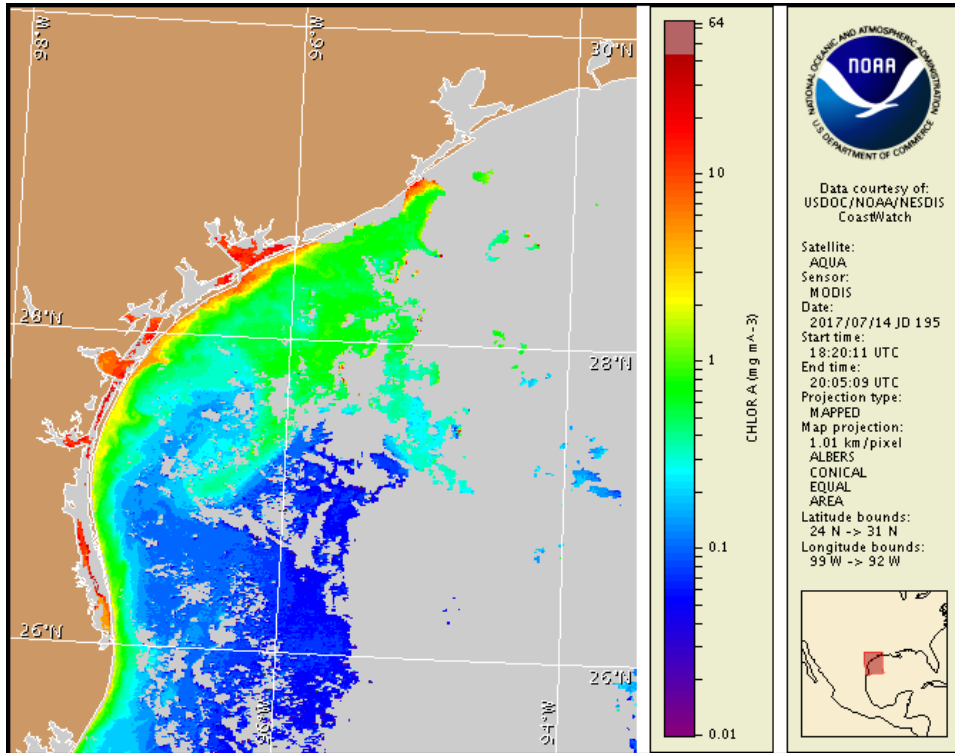 98°W
96°W
30°N
28°N
28°N
26°N
26°N
96°W
94°W
64
10
1
0.1
0.01
CHLOR A (mg m^-3)
NATIONAL OCEANIC AND ATMOSPHERIC ADMINISTRATION
NOAA
U.S. DEPARTMENT OF COMMERCE
Data courtesy of:
USDOC/NOAA/NESDIS
CoastWatch
Satellite:
AQUA
Sensor:
MODIS
Date:
2017/07/14 JD 195
Start time:
18:20:11 UTC
End time:
20:05:09 UTC
Projection type:
MAPPED
Map projection:
1.01 km/pixel
ALBERS
CONICAL
EQUAL
AREA
Latitude bounds:
24 N -> 31 N
Longitude bounds:
99 W -> 92 W